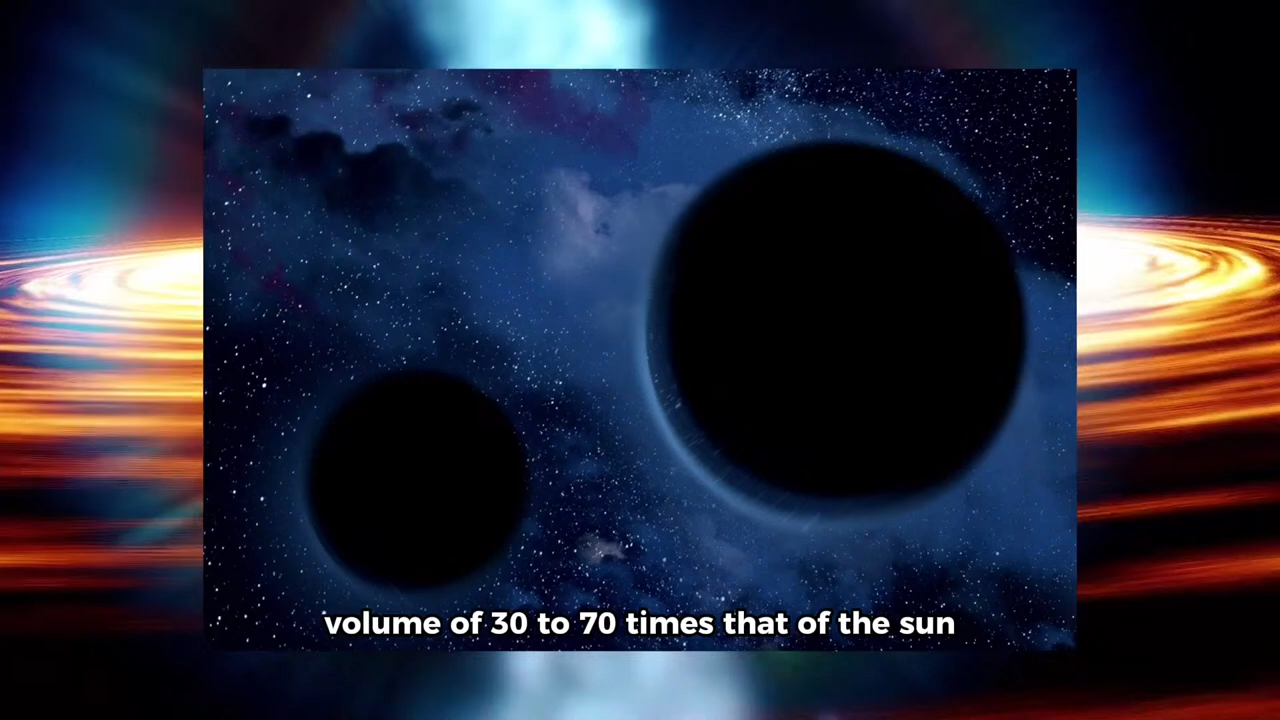 volume of 30 to 70 times that of the sun